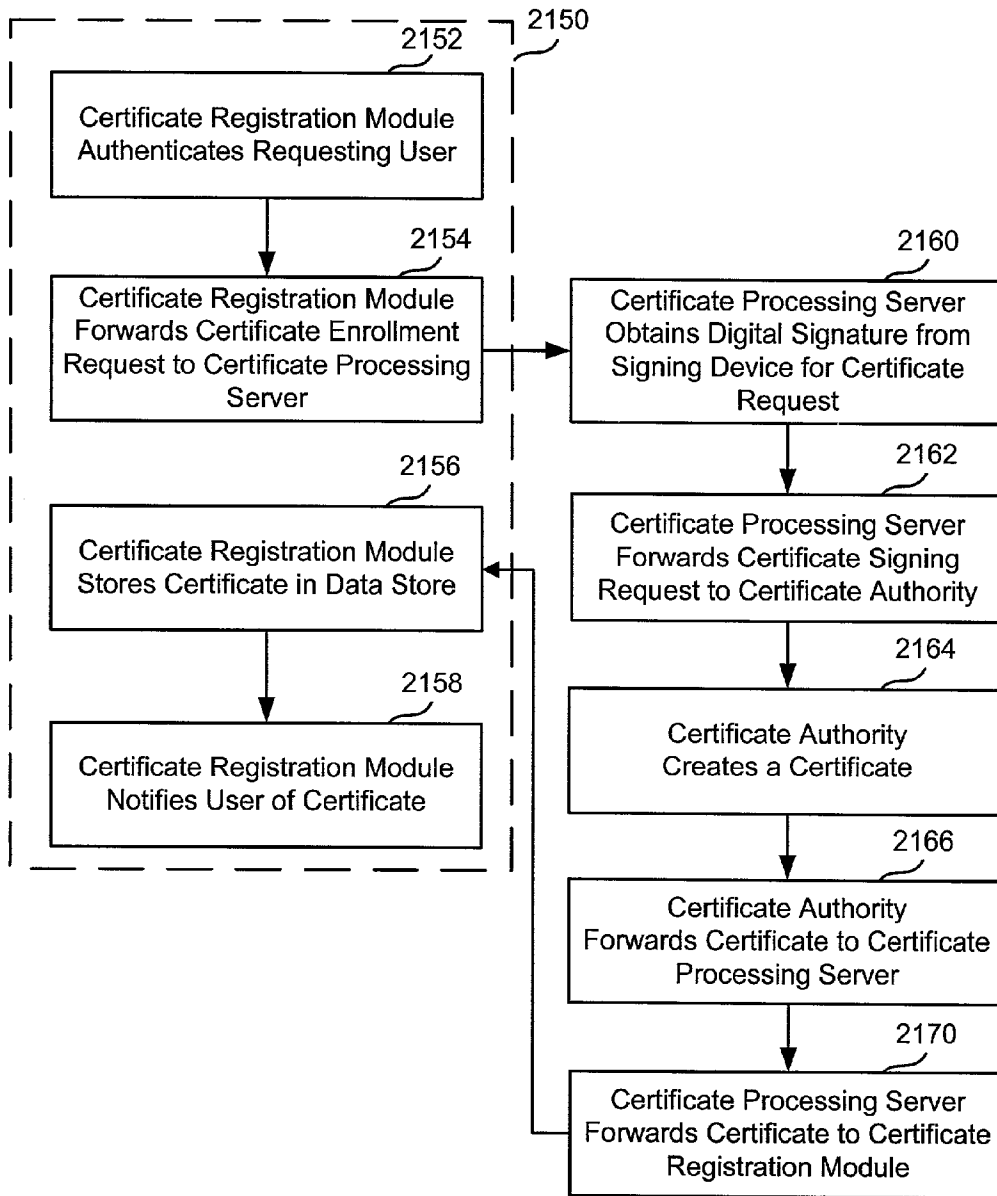 2150
2152
Certificate Registration Module
Authenticates Requesting User
2154
Certificate Registration Module
Forwards Certificate Enrollment
Request to Certificate Processing
Server
2160
Certificate Processing Server
Obtains Digital Signature from
Signing Device for Certificate
Request
2162
Certificate Processing Server
Forwards Certificate Signing
Request to Certificate Authority
2164
Certificate Authority
Creates a Certificate
2166
Certificate Authority
Forwards Certificate to Certificate
Processing Server
2170
Certificate Processing Server
Forwards Certificate to Certificate
Registration Module
2156
Certificate Registration Module
Stores Certificate in Data Store
2158
Certificate Registration Module
Notifies User of Certificate